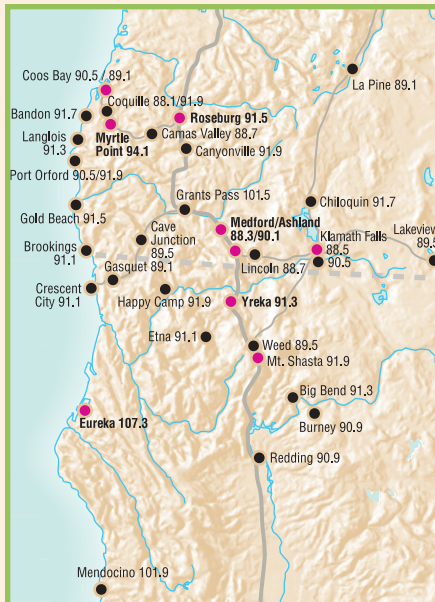 Coos Bay 90.5 / 89.1
La Pine 89.1
Coquille 88.1/91.9
Bandon 91.7
Roseburg 91.5
Langlois
91.3
Myrtle
Point 94.1
Camas Valley 88.7
Canyonville 91.9
Port Orford 90.5/91.9
Grants Pass 101.5
Chiloquin 91.7
Gold Beach 91.5
Medford/Ashland
88.3/90.1
Cave
Junction
89.5
Klamath Falls
88.5
90.5
Lakeview
89.5
Brookings
91.1
Lincoln 88.7
Gasquet 89.1
Crescent
City 91.1
Happy Camp 91.9
Yreka 91.3
Etna 91.1
Weed 89.5
Mt. Shasta 91.9
Big Bend 91.3
Burney 90.9
Eureka 107.3
Redding 90.9
Mendocino 101.9